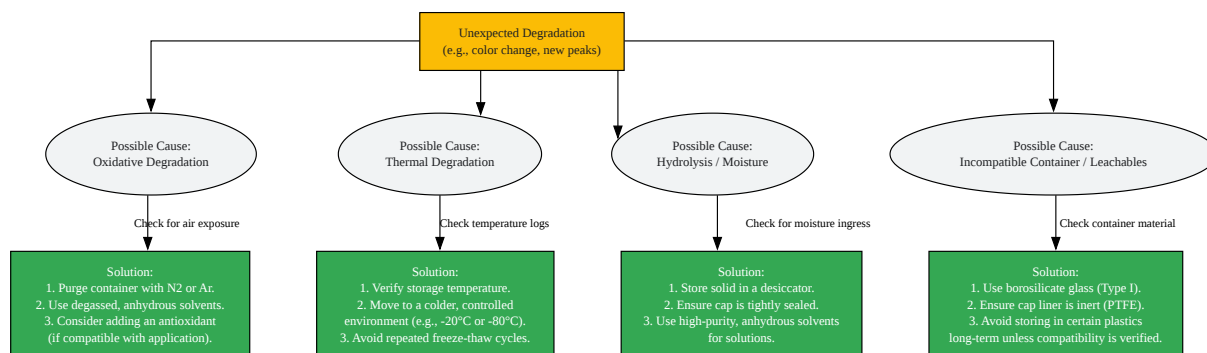 Unexpected Degradation
(e.g., color change, new peaks)
Possible Cause:
Oxidative Degradation
Possible Cause:
Thermal Degradation
Possible Cause:
Hydrolysis / Moisture
Possible Cause:
Incompatible Container / Leachables
Check for air exposure
Check temperature logs
Check for moisture ingress
Check container material
Solution:
1. Purge container with N2 or Ar.
2. Use degassed, anhydrous solvents.
3. Consider adding an antioxidant
(if compatible with application).
Solution:
1. Verify storage temperature.
2. Move to a colder, controlled
environment (e.g., -20°C or -80°C).
3. Avoid repeated freeze-thaw cycles.
Solution:
1. Store solid in a desiccator.
2. Ensure cap is tightly sealed.
3. Use high-purity, anhydrous solvents
for solutions.
Solution:
1. Use borosilicate glass (Type I).
2. Ensure cap liner is inert (PTFE).
3. Avoid storing in certain plastics
long-term unless compatibility is verified.